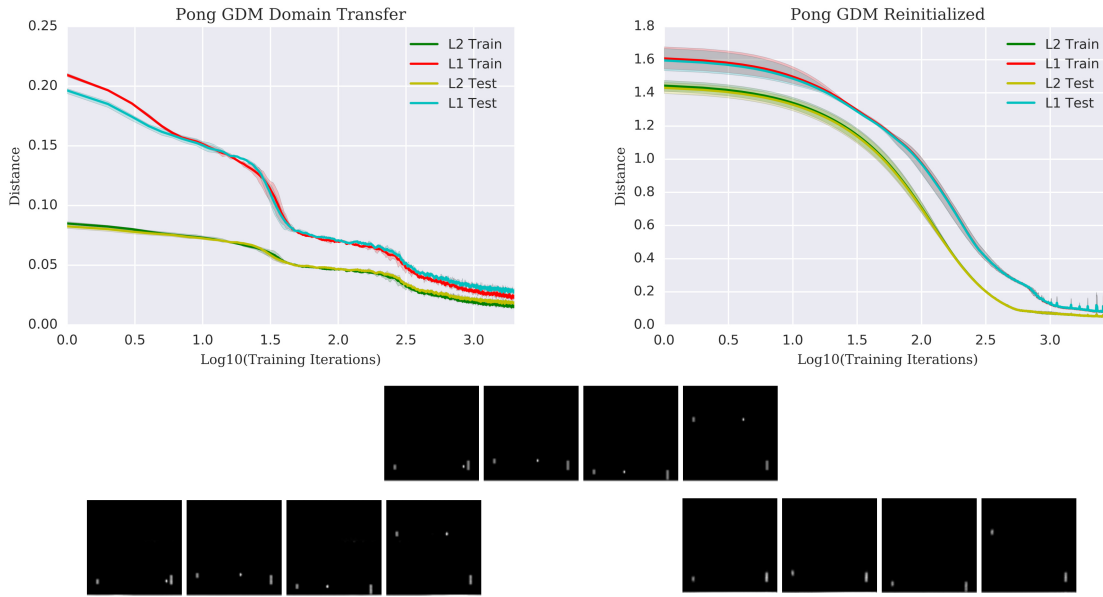 Pong GDM Domain Transfer
0.25
0.20
0.15
0.10
0.05
0.00
Distance
L2 Train
L1 Train
L2 Test
L1 Test
0.0 0.5 1.0 1.5 2.0 2.5 3.0
Log10(Training Iterations)
Pong GDM Reinitialized
1.8
1.6
1.4
1.2
1.0
0.8
0.6
0.4
0.2
0.0
Distance
L2 Train
L1 Train
L2 Test
L1 Test
0.0 0.5 1.0 1.5 2.0 2.5 3.0
Log10(Training Iterations)